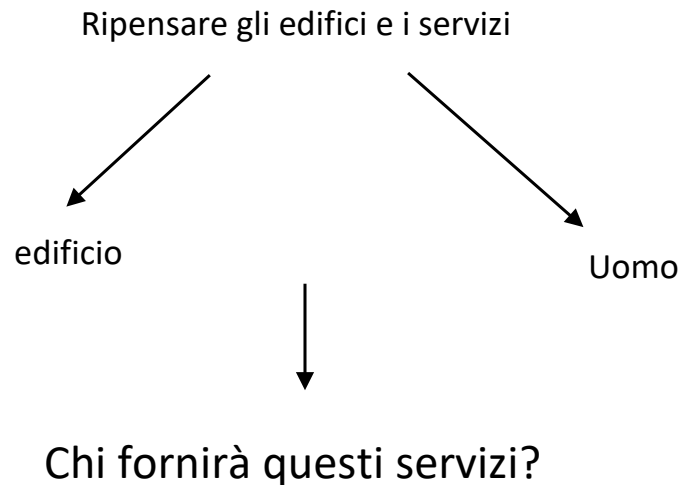 Ripensare gli edifici e i servizi
edificio
Uomo
Chi fornirà questi servizi?